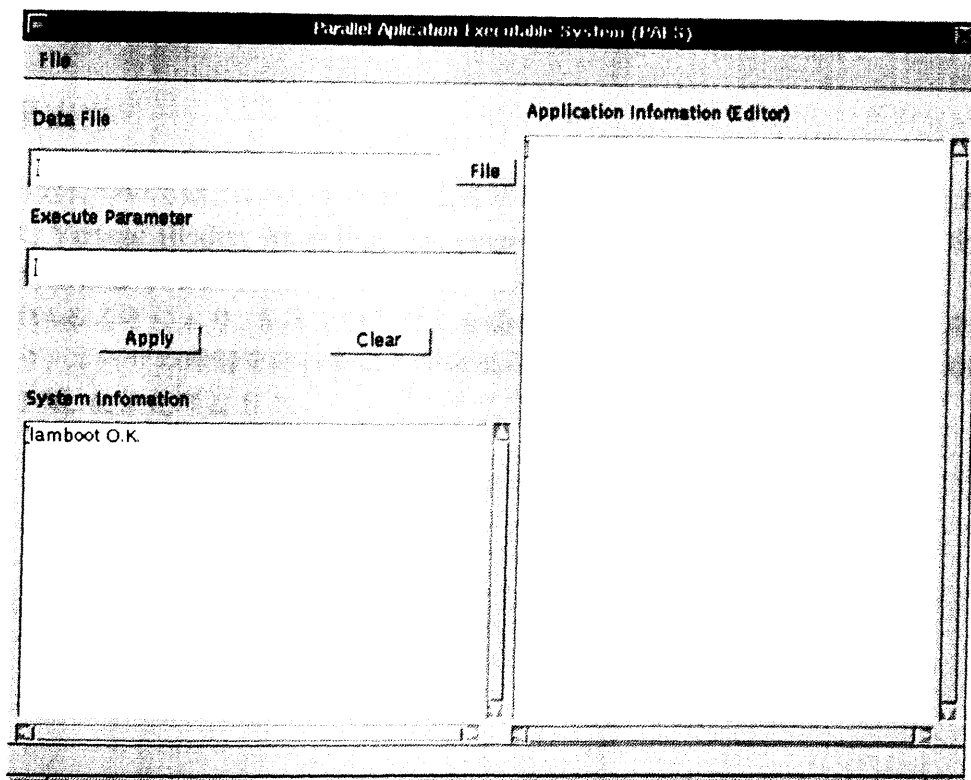 Parallel Aplication Executable System (PAES)
File
Data File
File
Execute Parameter
Apply
Clear
System Infomation
lamboot O.K.
Application Infomation (Editor)